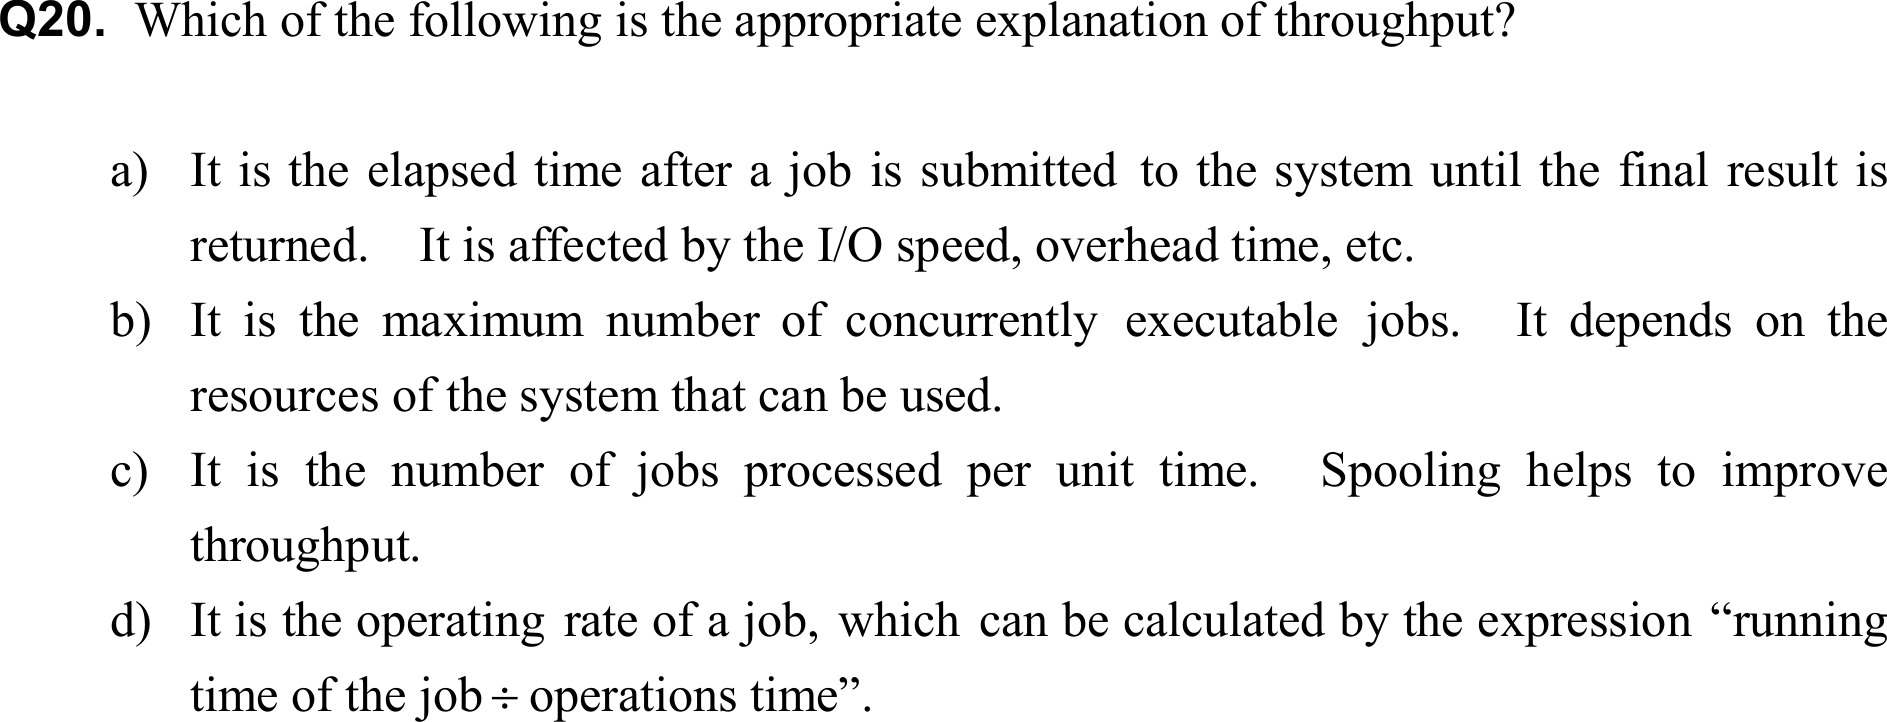 Q20. Which of the following is the appropriate explanation of throughput?
a) It is the elapsed time after a job is submitted to the system until the final result is
returned. It is affected by the I/O speed, overhead time, etc.
b) It is the maximum number of concurrently executable jobs. It depends on the
resources of the system that can be used.
c) It is the number of jobs processed per unit time. Spooling helps to improve
throughput.
d) It is the operating rate of a job, which can be calculated by the expression “running
time of the job ÷ operations time”.